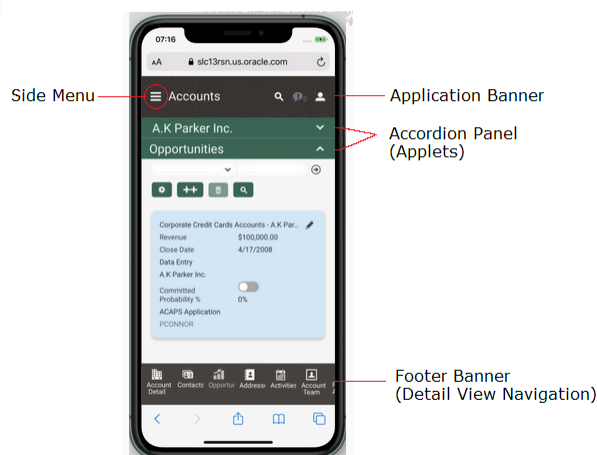 07:16
AA slc13rsn.us.oracle.com
Side Menu
Accounts
Application Banner
A.K Parker Inc.
Opportunities
Accordion Panel
(Applets)
Corporate Credit Cards Accounts - A.K Par...
Revenue $100,000.00
Close Date 4/17/2008
Data Entry
A.K Parker Inc.
Committed
Probability % 0%
ACAPS Application
PCONNOR
Account Detail
Contacts
Opportu
Addresse
Activities
Account Team
Footer Banner
(Detail View Navigation)